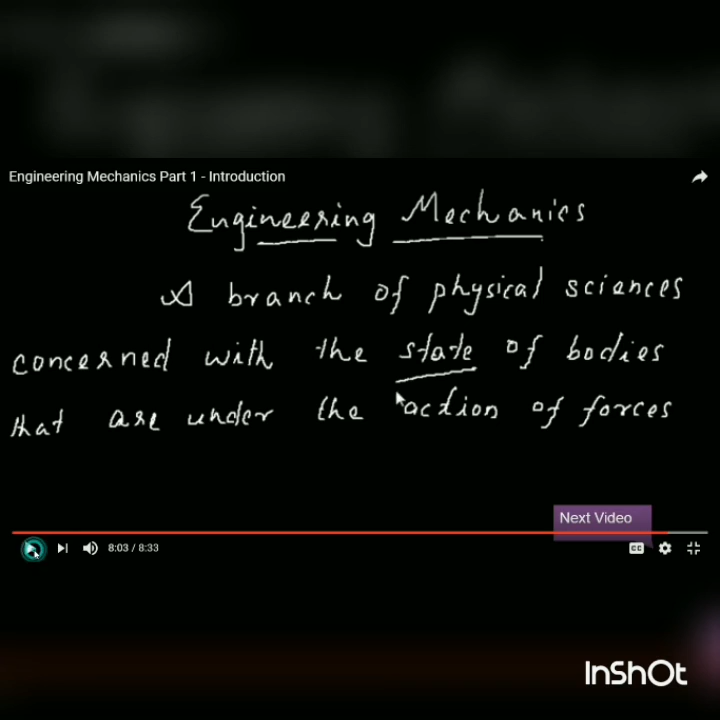 Engineering Mechanics Part 1 - Introduction
Engineering Mechanics
A branch of physical sciences
concerned with the state of bodies
that are under the action of forces
Next Video
8:03 / 8:33
CC
InShOt